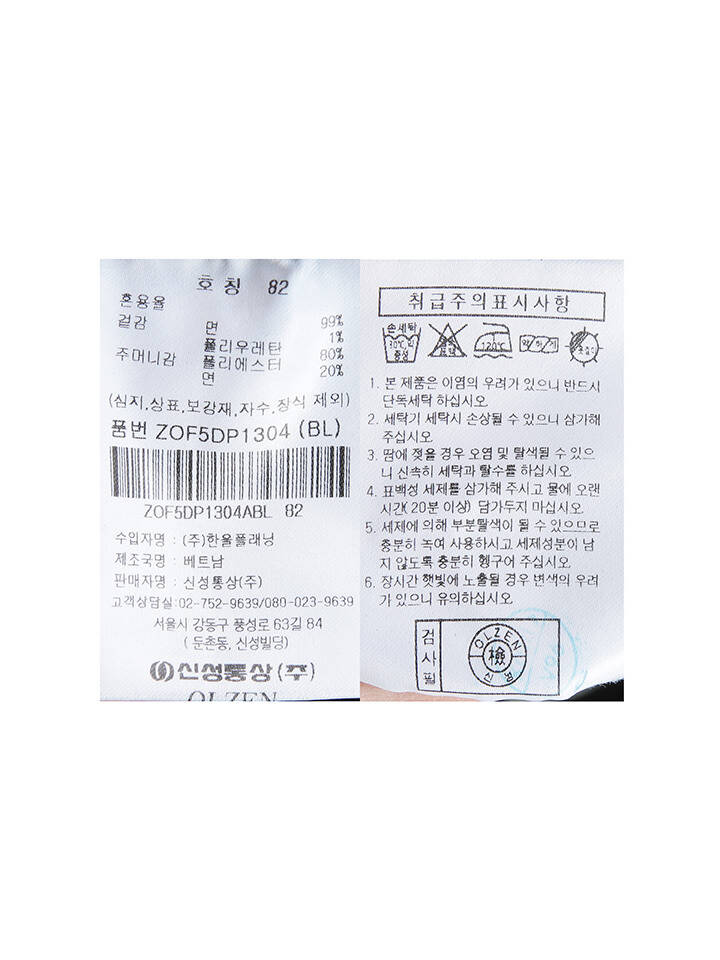 호칭 82
혼용율
겉감 면 99%
폴리우레탄 1%
주머니감 폴리에스터 80%
면 20%
(심지,상표,보강재,자수,장식 제외)
품번 ZOF5DP1304 (BL)
ZOF5DP1304ABL 82
수입자명 : (주)한울플래닝
제조국명 : 베트남
판매자명 : 신성통상(주)
고객상담실:02-752-9639/080-023-9639
서울시 강동구 풍성로 63길 84
( 둔촌동, 신성빌딩)
신성통상(주)
OLZEN
취급주의표시사항
손세탁
30℃ 중성
염소 표백
120℃
약하게
드라이
1. 본 제품은 이염의 우려가 있으니 반드시
단독세탁 하십시오.
2. 세탁기 세탁시 손상될 수 있으니 삼가해
주십시오.
3. 땀에 젖을 경우 오염 및 탈색될 수 있으
니 신속히 세탁과 탈수를 하십시오.
4. 표백성 세제를 삼가해 주시고 물에 오랜
시간(20분 이상) 담가두지 마십시오.
5. 세제에 의해 부분탈색이 될 수 있으므로
충분히 녹여 사용하시고 세제성분이 남
지 않도록 충분히 헹구어 주십시오.
6. 장시간 햇빛에 노출될 경우 변색의 우려
가 있으니 유의하십시오.
검사필
OLZEN
檢
신성